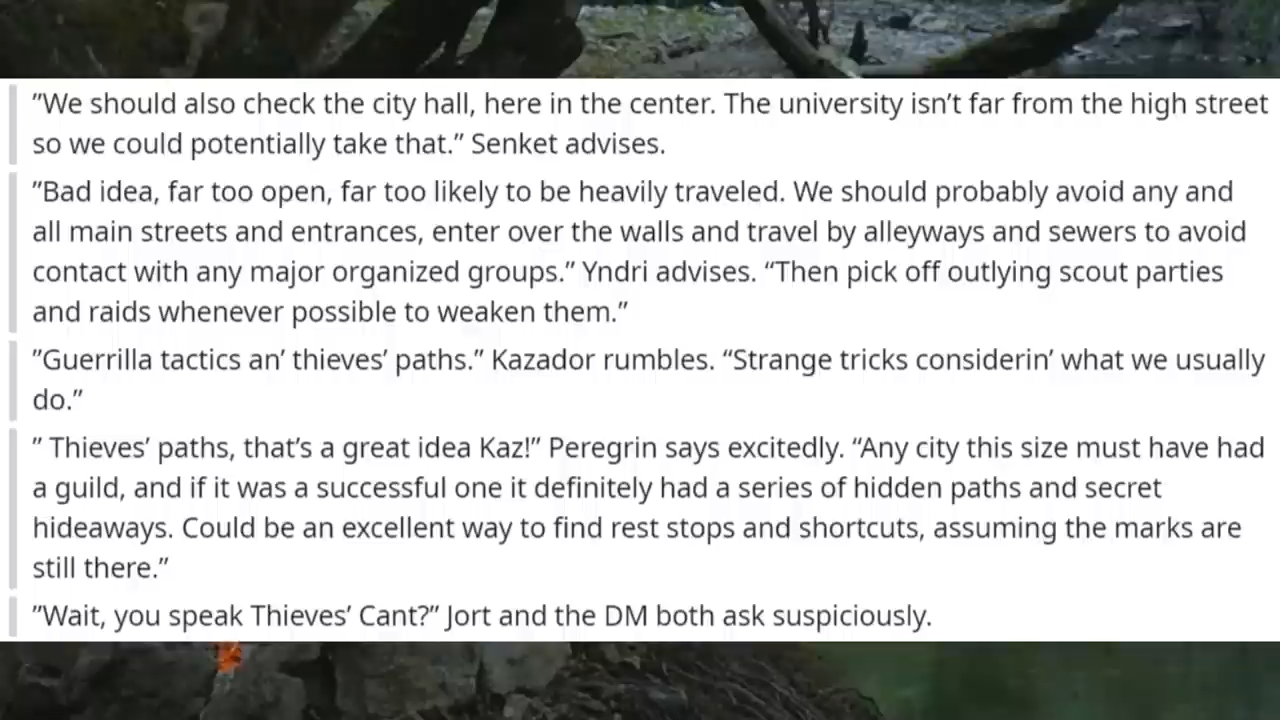 ”We should also check the city hall, here in the center. The university isn’t far from the high street
so we could potentially take that.” Senket advises.
”Bad idea, far too open, far too likely to be heavily traveled. We should probably avoid any and
all main streets and entrances, enter over the walls and travel by alleyways and sewers to avoid
contact with any major organized groups.” Yndri advises. “Then pick off outlying scout parties
and raids whenever possible to weaken them.”
”Guerrilla tactics an’ thieves’ paths.” Kazador rumbles. “Strange tricks considerin’ what we usually
do.”
” Thieves’ paths, that’s a great idea Kaz!” Peregrin says excitedly. “Any city this size must have had
a guild, and if it was a successful one it definitely had a series of hidden paths and secret
hideaways. Could be an excellent way to find rest stops and shortcuts, assuming the marks are
still there.”
”Wait, you speak Thieves’ Cant?” Jort and the DM both ask suspiciously.